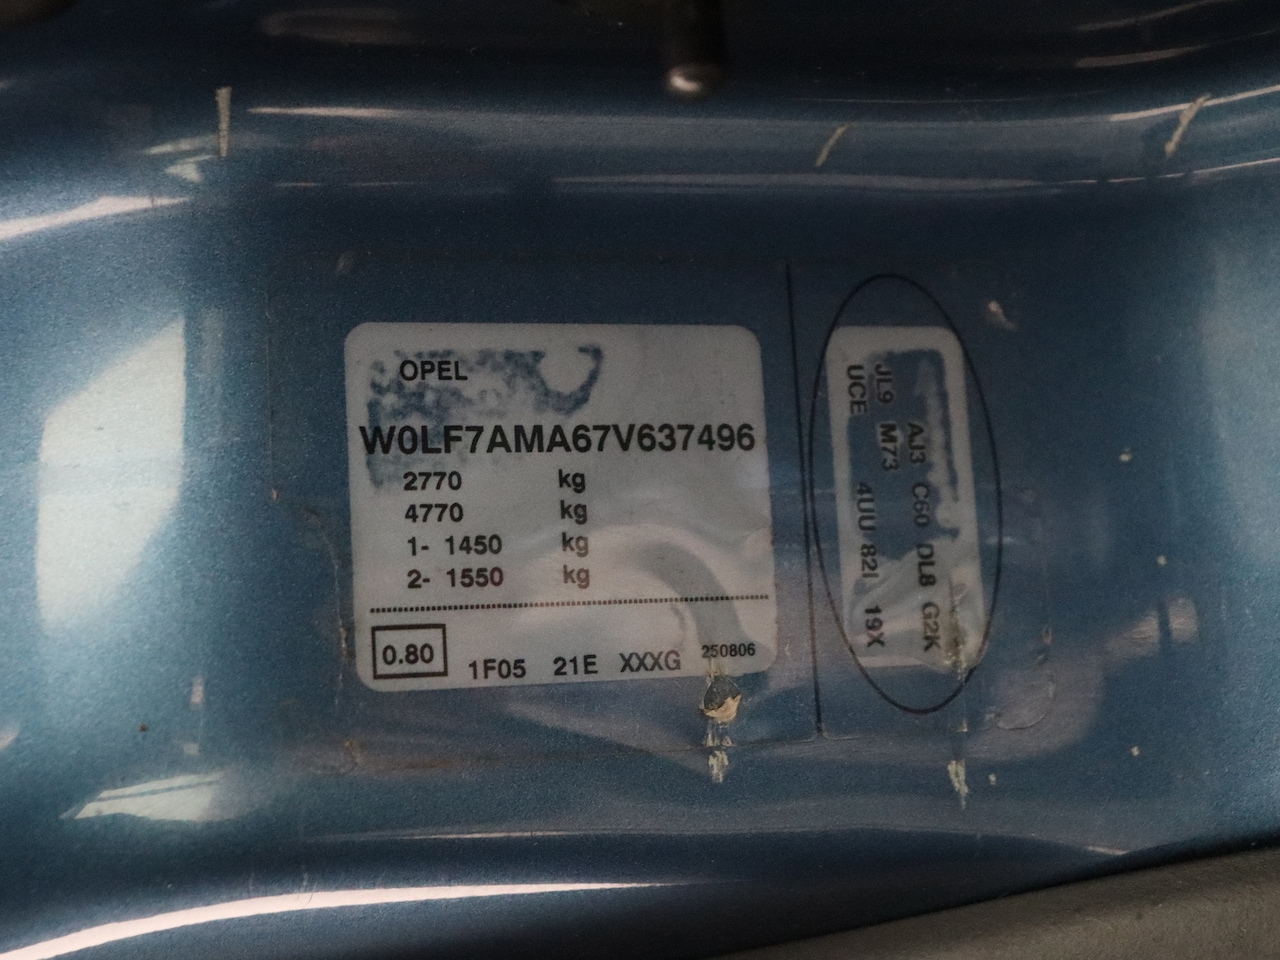 OPEL
W0LF7AMA67V637496
2770 kg
4770 kg
1- 1450 kg
2- 1550 kg
0.80 1F05 21E XXXG 250806
AJ3 C60 DL8 G2K
JL9 M73 4UU 82I 19X
UCE